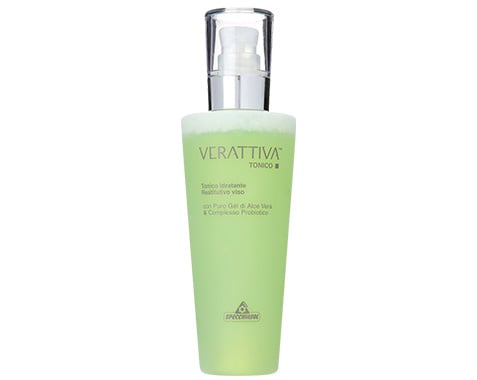 VERATTIVA™
TONICO
Tonico Idratante
Restitutivo viso
con Puro Gel di Aloe Vera
& Complesso Probiotico
SPECCHIASOL